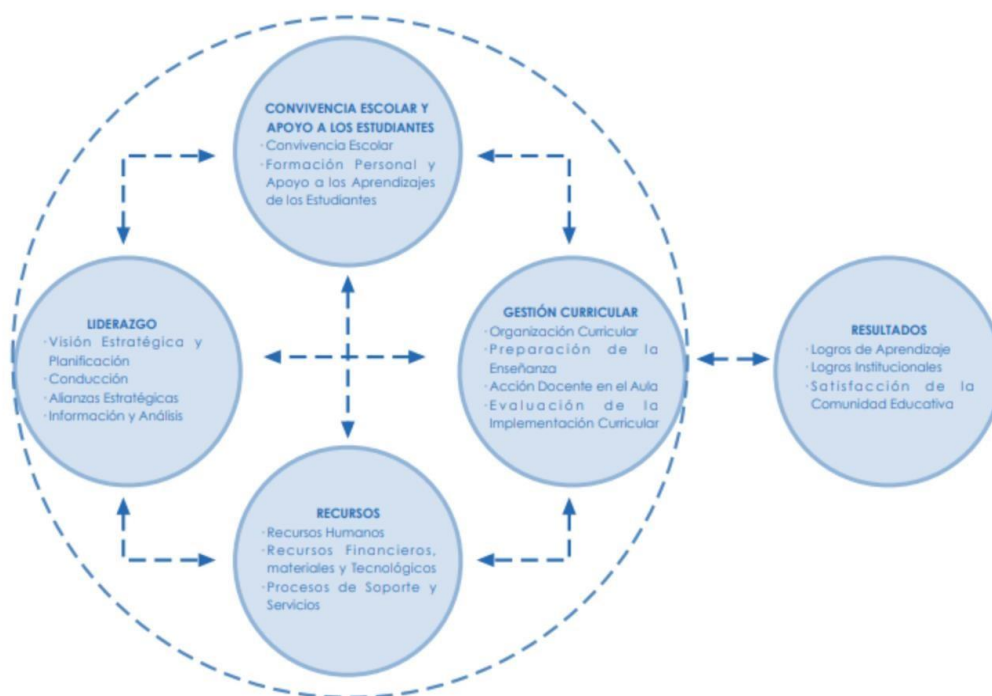 CONVIVENCIA ESCOLAR Y
APOYO A LOS ESTUDIANTES
· Convivencia Escolar
· Formación Personal y
Apoyo a los Aprendizajes
de los Estudiantes
LIDERAZGO
· Visión Estratégica y
Planificación
· Conducción
· Alianzas Estratégicas
· Información y Análisis
GESTIÓN CURRICULAR
· Organización Curricular
· Preparación de la
Enseñanza
· Acción Docente en el Aula
· Evaluación de la
Implementación Curricular
RESULTADOS
· Logros de Aprendizaje
· Logros Institucionales
· Satisfacción de la
Comunidad Educativa
RECURSOS
· Recursos Humanos
· Recursos Financieros,
materiales y Tecnológicos
· Procesos de Soporte y
Servicios